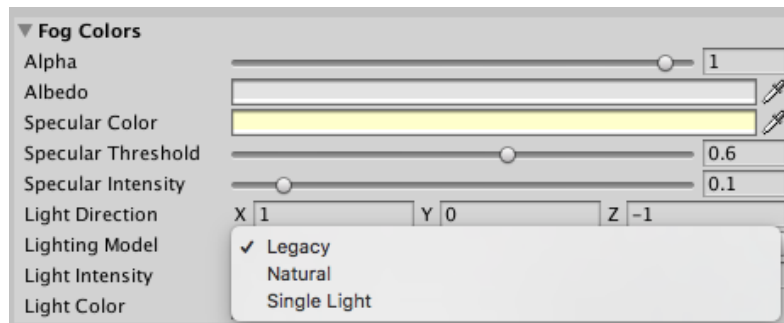 Fog Colors
Alpha 1
Albedo
Specular Color
Specular Threshold 0.6
Specular Intensity 0.1
Light Direction X 1 Y 0 Z -1
Lighting Model ✓ Legacy
Light Intensity Natural
Light Color Single Light